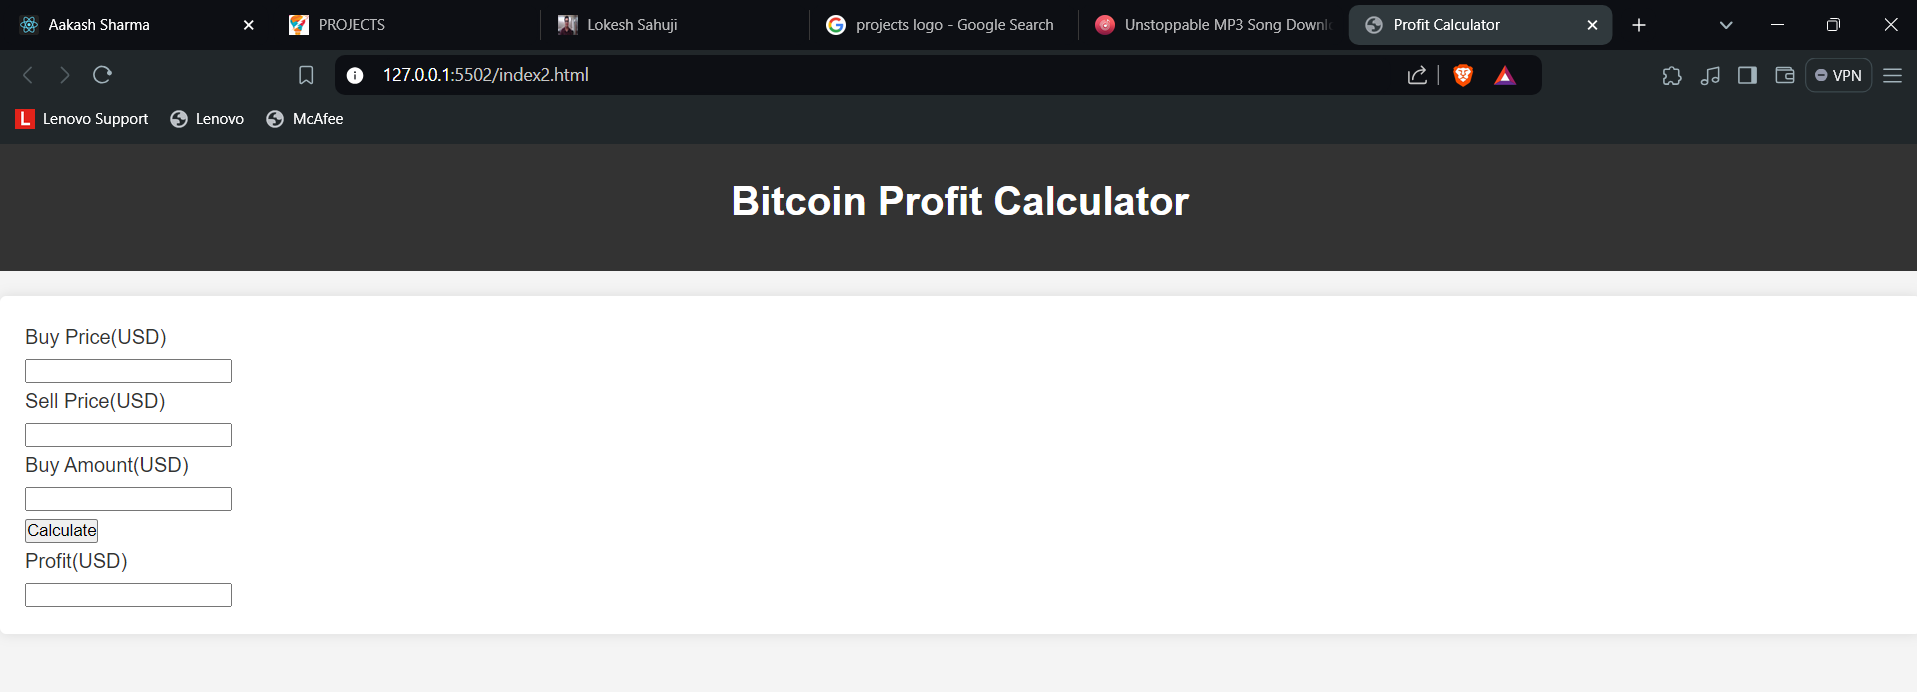 Aakash Sharma
PROJECTS
Lokesh Sahuji
projects logo - Google Search
Unstoppable MP3 Song Downl
Profit Calculator
127.0.0.1:5502/index2.html
VPN
L Lenovo Support
Lenovo
McAfee
Bitcoin Profit Calculator
Buy Price(USD)
Sell Price(USD)
Buy Amount(USD)
Calculate
Profit(USD)